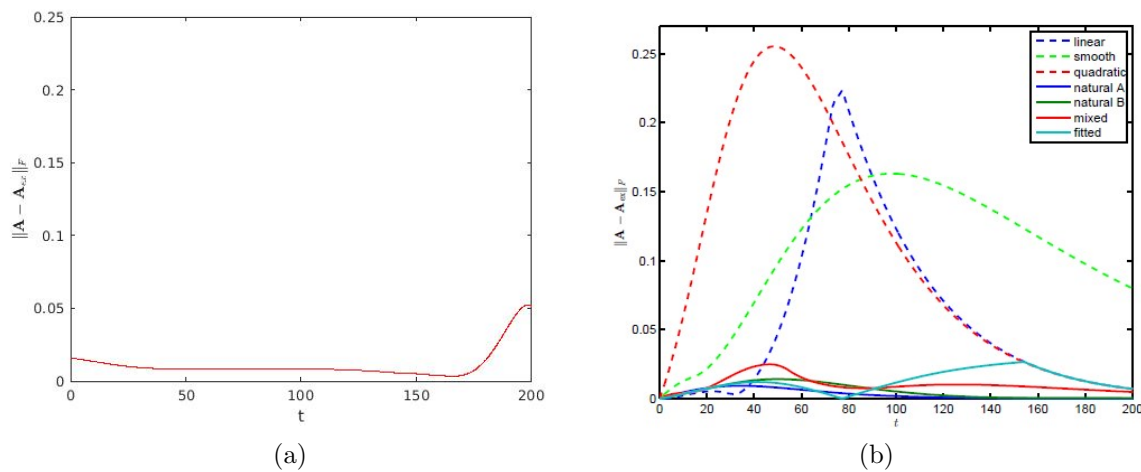 0.25
0.2
0.15
0.1
0.05
0
‖A − A_ex‖_F
0 50 100 150 200
t
(a)
0.25
0.2
0.15
0.1
0.05
0
‖A − A_ex‖_F
linear
smooth
quadratic
natural A
natural B
mixed
fitted
0 20 40 60 80 100 120 140 160 180 200
t
(b)